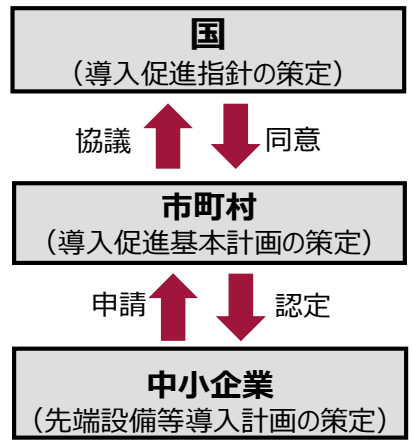 国
（導入促進指針の策定）
協議
同意
市町村
（導入促進基本計画の策定）
申請
認定
中小企業
（先端設備等導入計画の策定）